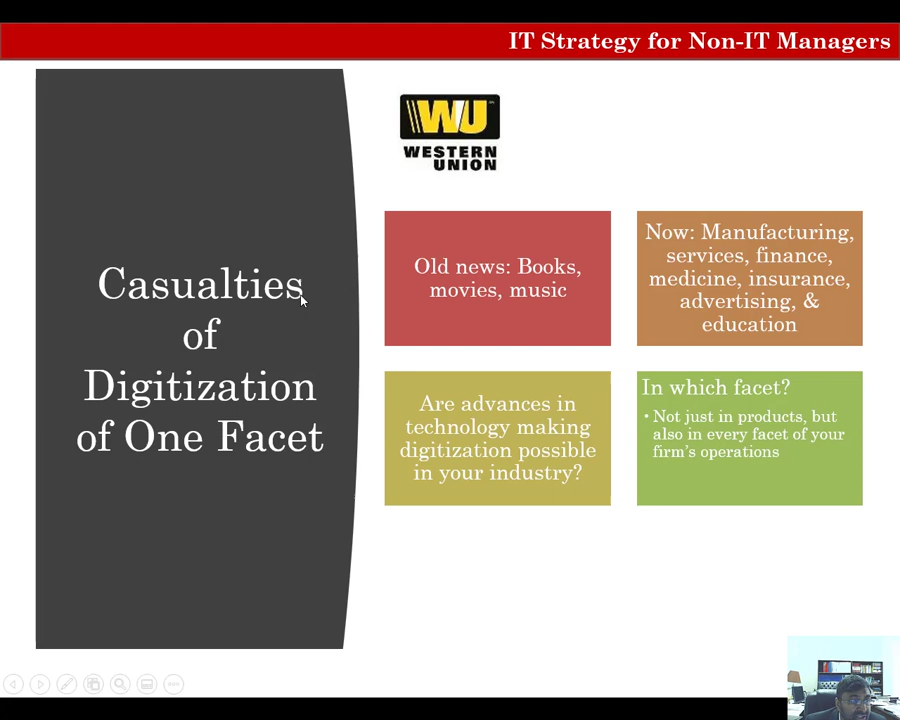 IT Strategy for Non-IT Managers
WU
WESTERN
UNION
Casualties
of
Digitization
of One Facet
Old news: Books,
movies, music
Now: Manufacturing,
services, finance,
medicine, insurance,
advertising, &
education
Are advances in
technology making
digitization possible
in your industry?
In which facet?
• Not just in products, but
also in every facet of your
firm's operations